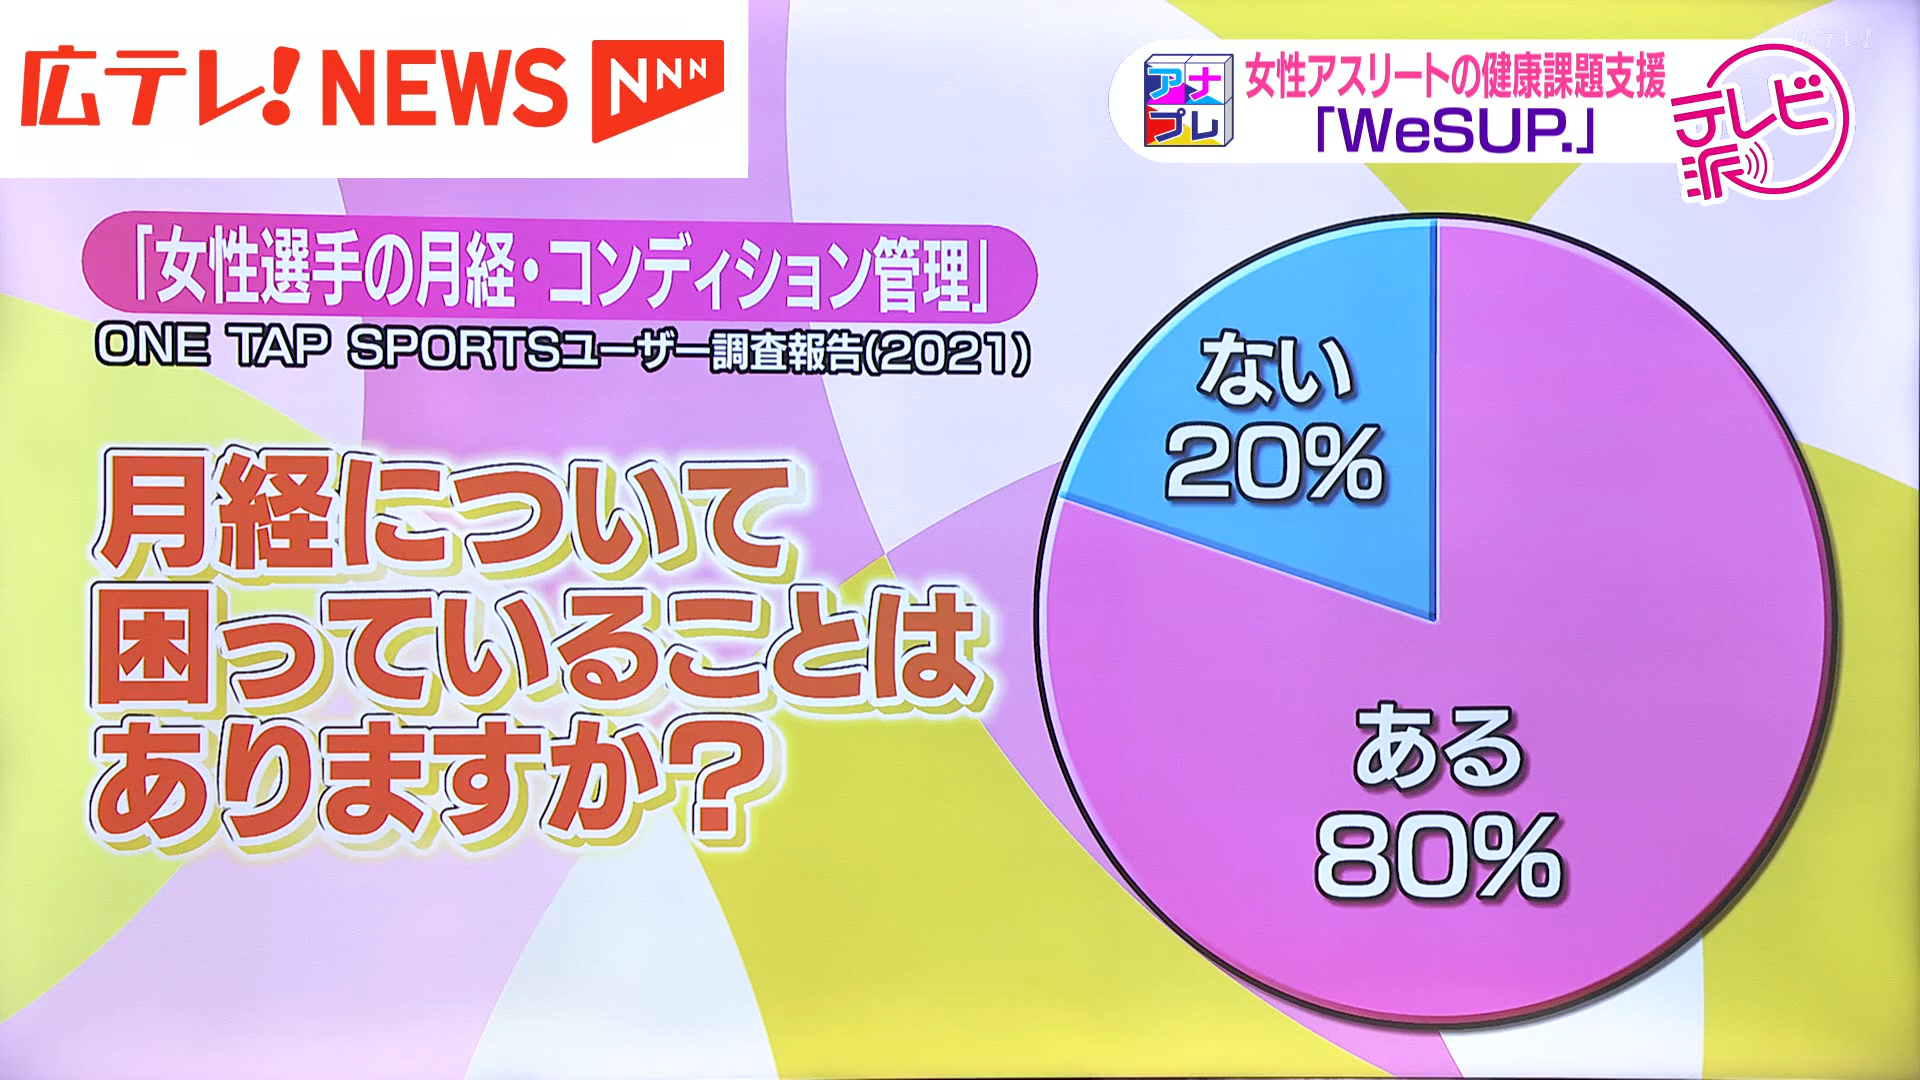 広テレ！NEWS NNN
広テレ！
アナプレ
女性アスリートの健康課題支援
「WeSUP.」
テレビ派
「女性選手の月経・コンディション管理」
ONE TAP SPORTSユーザー調査報告(2021)
月経について
困っていることは
ありますか？
ない
20%
ある
80%